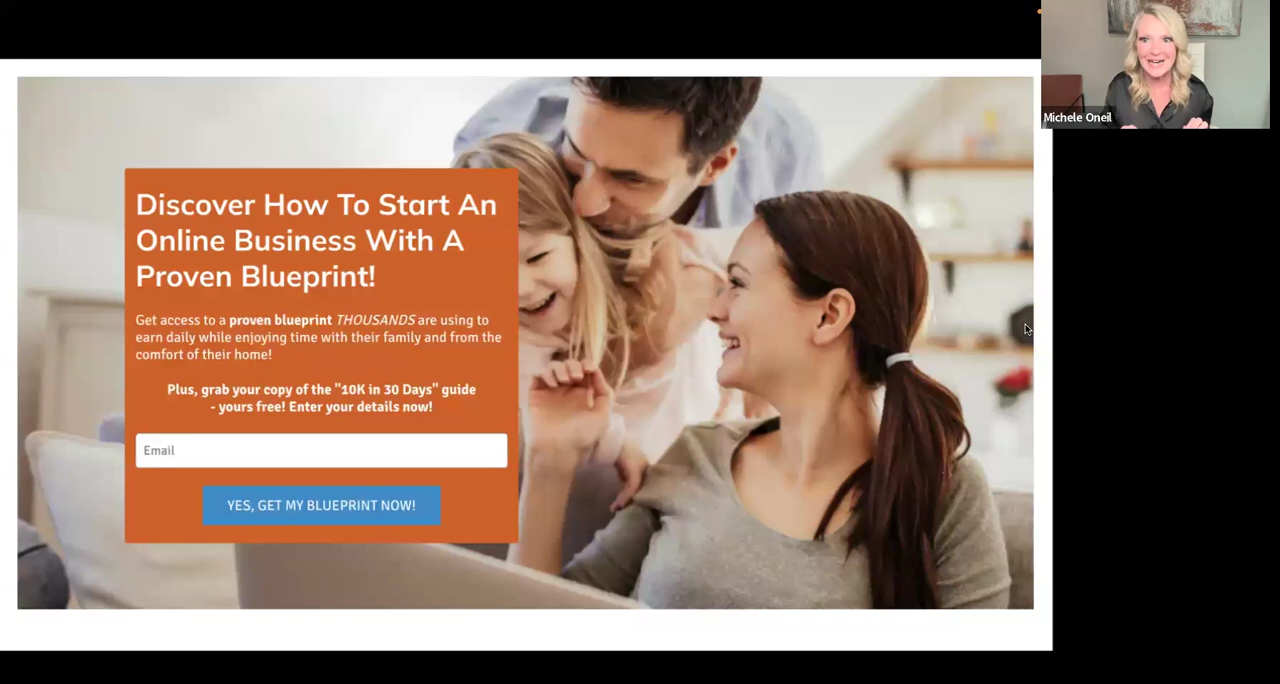 Michele Oneil
Discover How To Start An
Online Business With A
Proven Blueprint!
Get access to a proven blueprint THOUSANDS are using to
earn daily while enjoying time with their family and from the
comfort of their home!
Plus, grab your copy of the "10K in 30 Days" guide
- yours free! Enter your details now!
Email
YES, GET MY BLUEPRINT NOW!